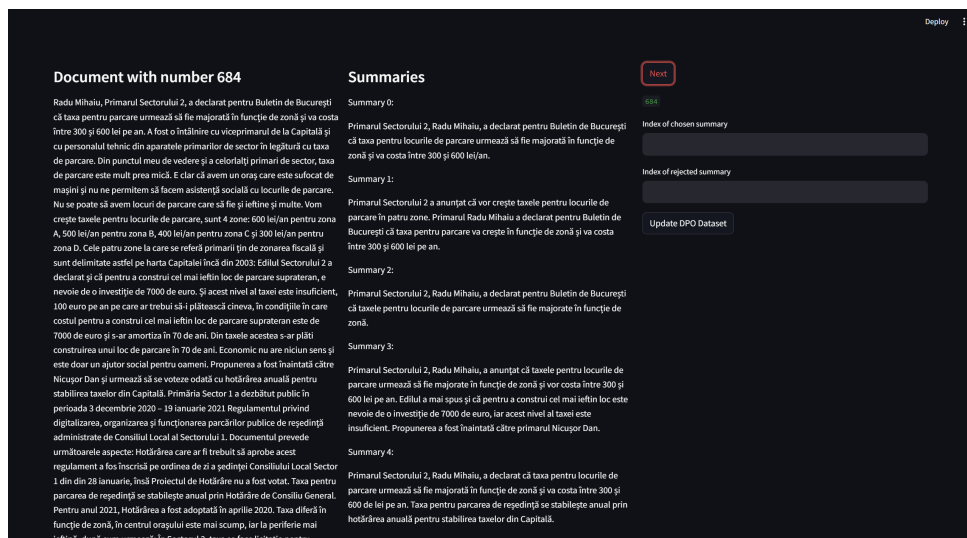 Deploy
Document with number 684
Radu Mihaiu, Primarul Sectorului 2, a declarat pentru Buletin de București
că taxa pentru parcare urmează să fie majorată în funcție de zonă și va costa
între 300 și 600 lei pe an. A fost o întâlnire cu viceprimarul de la Capitală și
cu personalul tehnic din aparatele primarilor de sector în legătură cu taxa
de parcare. Din punctul meu de vedere și a celorlalți primari de sector, taxa
de parcare este mult prea mică. E clar că avem un oraș care este sufocat de
mașini și nu ne permitem să facem asistență socială cu locurile de parcare.
Nu se poate să avem locuri de parcare care să fie și ieftine și multe. Vom
crește taxele pentru locurile de parcare, sunt 4 zone: 600 lei/an pentru zona
A, 500 lei/an pentru zona B, 400 lei/an pentru zona C și 300 lei/an pentru
zona D. Cele patru zone la care se referă primarii țin de zonarea fiscală și
sunt delimitate astfel pe harta Capitalei încă din 2003: Edilul Sectorului 2 a
declarat și că pentru a construi cel mai ieftin loc de parcare suprateran, e
nevoie de o investiție de 7000 de euro. Și acest nivel al taxei este insuficient,
100 euro pe an pe care ar trebui să-i plătească cineva, în condițiile în care
costul pentru a construi cel mai ieftin loc de parcare suprateran este de
7000 de euro și s-ar amortiza în 70 de ani. Din taxele acestea s-ar plăti
construirea unui loc de parcare în 70 de ani. Economic nu are niciun sens și
este doar un ajutor social pentru oameni. Propunerea a fost înaintată către
Nicușor Dan și urmează să se voteze odată cu hotărârea anuală pentru
stabilirea taxelor din Capitală. Primăria Sector 1 a dezbătut public în
perioada 3 decembrie 2020 – 19 ianuarie 2021 Regulamentul privind
digitalizarea, organizarea și funcționarea parcărilor publice de reședință
administrate de Consiliul Local al Sectorului 1. Documentul prevede
următoarele aspecte: Hotărârea care ar fi trebuit să aprobe acest
regulament a fos înscrisă pe ordinea de zi a ședinței Consiliului Local Sector
1 din din 28 ianuarie, însă Proiectul de Hotărâre nu a fost votat. Taxa pentru
parcarea de reședință se stabilește anual prin Hotărâre de Consiliu General.
Pentru anul 2021, Hotărârea a fost adoptată în aprilie 2020. Taxa diferă în
funcție de zonă, în centrul orașului este mai scump, iar la periferie mai
Summaries
Summary 0:
Primarul Sectorului 2, Radu Mihaiu, a declarat pentru Buletin de București
că taxa pentru parcare urmează să fie majorată în funcție de
zonă și va costa între 300 și 600 lei/an.
Summary 1:
Primarul Sectorului 2 a anunțat că vor crește taxele pentru locurile de
parcare în patru zone. Primarul Radu Mihaiu a declarat pentru Buletin de
București că taxa pentru parcare va crește în funcție de zonă și va costa
între 300 și 600 lei pe an.
Summary 2:
Primarul Sectorului 2, Radu Mihaiu, a declarat pentru Buletin de București
că taxele pentru locurile de parcare urmează să fie majorate în funcție de
zonă.
Summary 3:
Primarul Sectorului 2, Radu Mihaiu, a anunțat că taxele pentru locurile de
parcare urmează să fie majorate în funcție de zonă și vor costa între 300 și
600 lei pe an. Edilul a mai spus și că pentru a construi cel mai ieftin loc este
nevoie de o investiție de 7000 de euro, iar acest nivel al taxei este
insuficient. Propunerea a fost înaintată către primarul Nicușor Dan.
Summary 4:
Primarul Sectorului 2, Radu Mihaiu, a declarat că taxa pentru locurile de
parcare urmează să fie majorată în funcție de zonă și va costa între 300 și
600 de lei pe an. Taxa pentru parcarea de reședință se stabilește anual prin
hotărârea anuală pentru stabilirea taxelor din Capitală.
Next
684
Index of chosen summary
Index of rejected summary
Update DPO Dataset